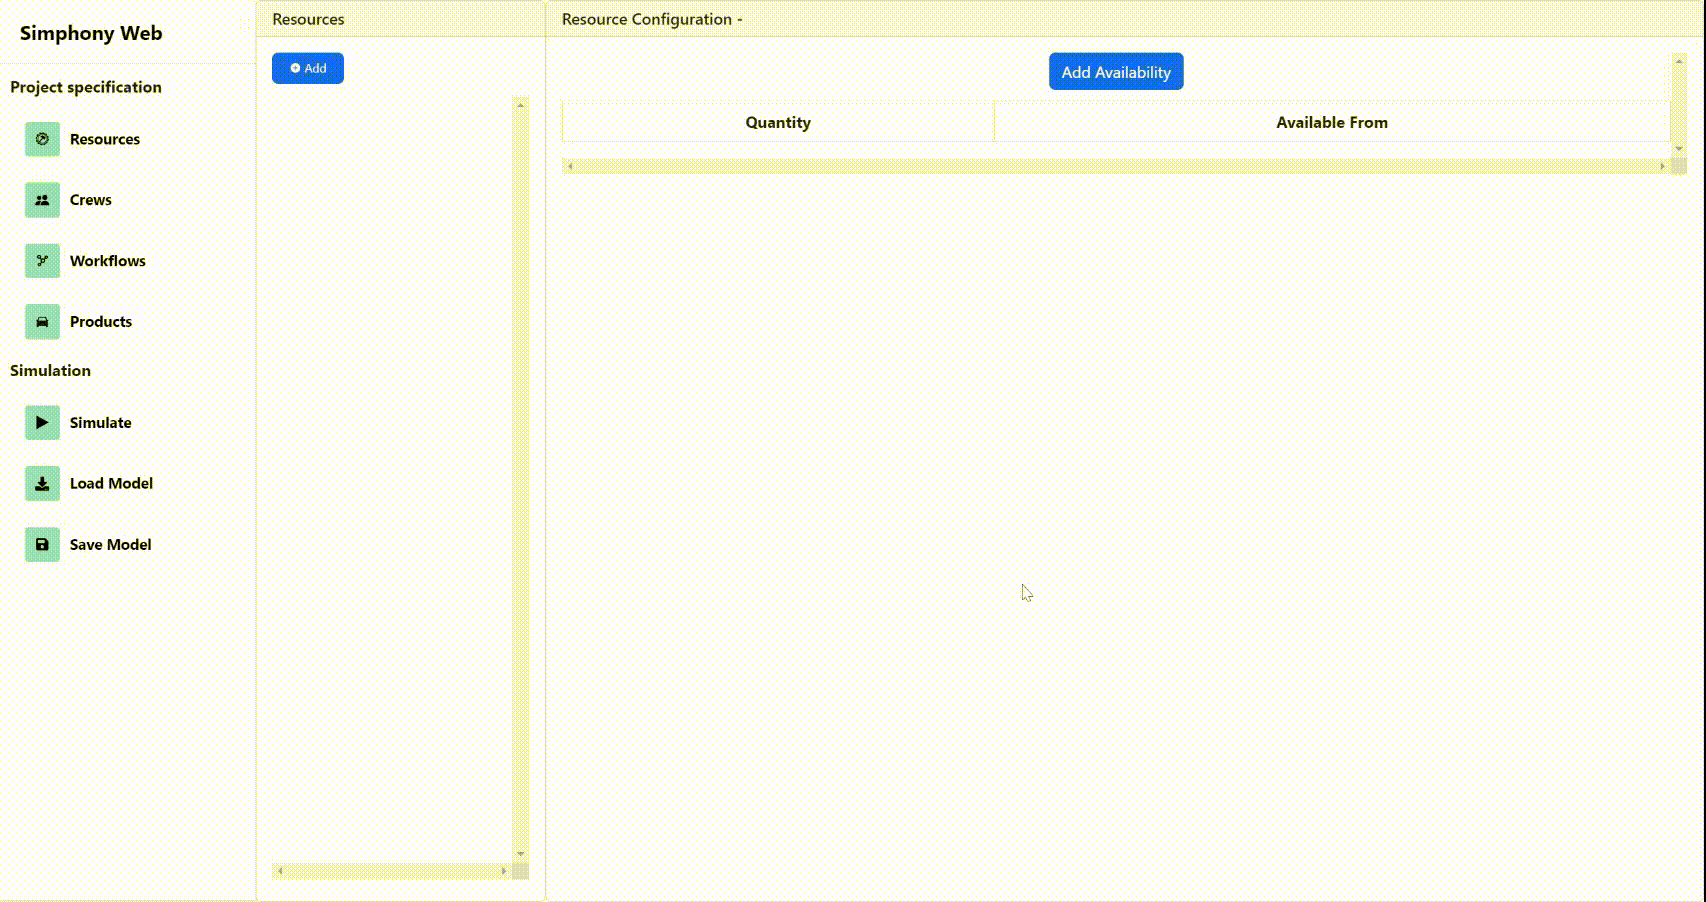 Simphony Web
Project specification
Resources
Crews
Workflows
Products
Simulation
Simulate
Load Model
Save Model
Resources
Add
Resource Configuration -
Add Availability
Quantity
Available From